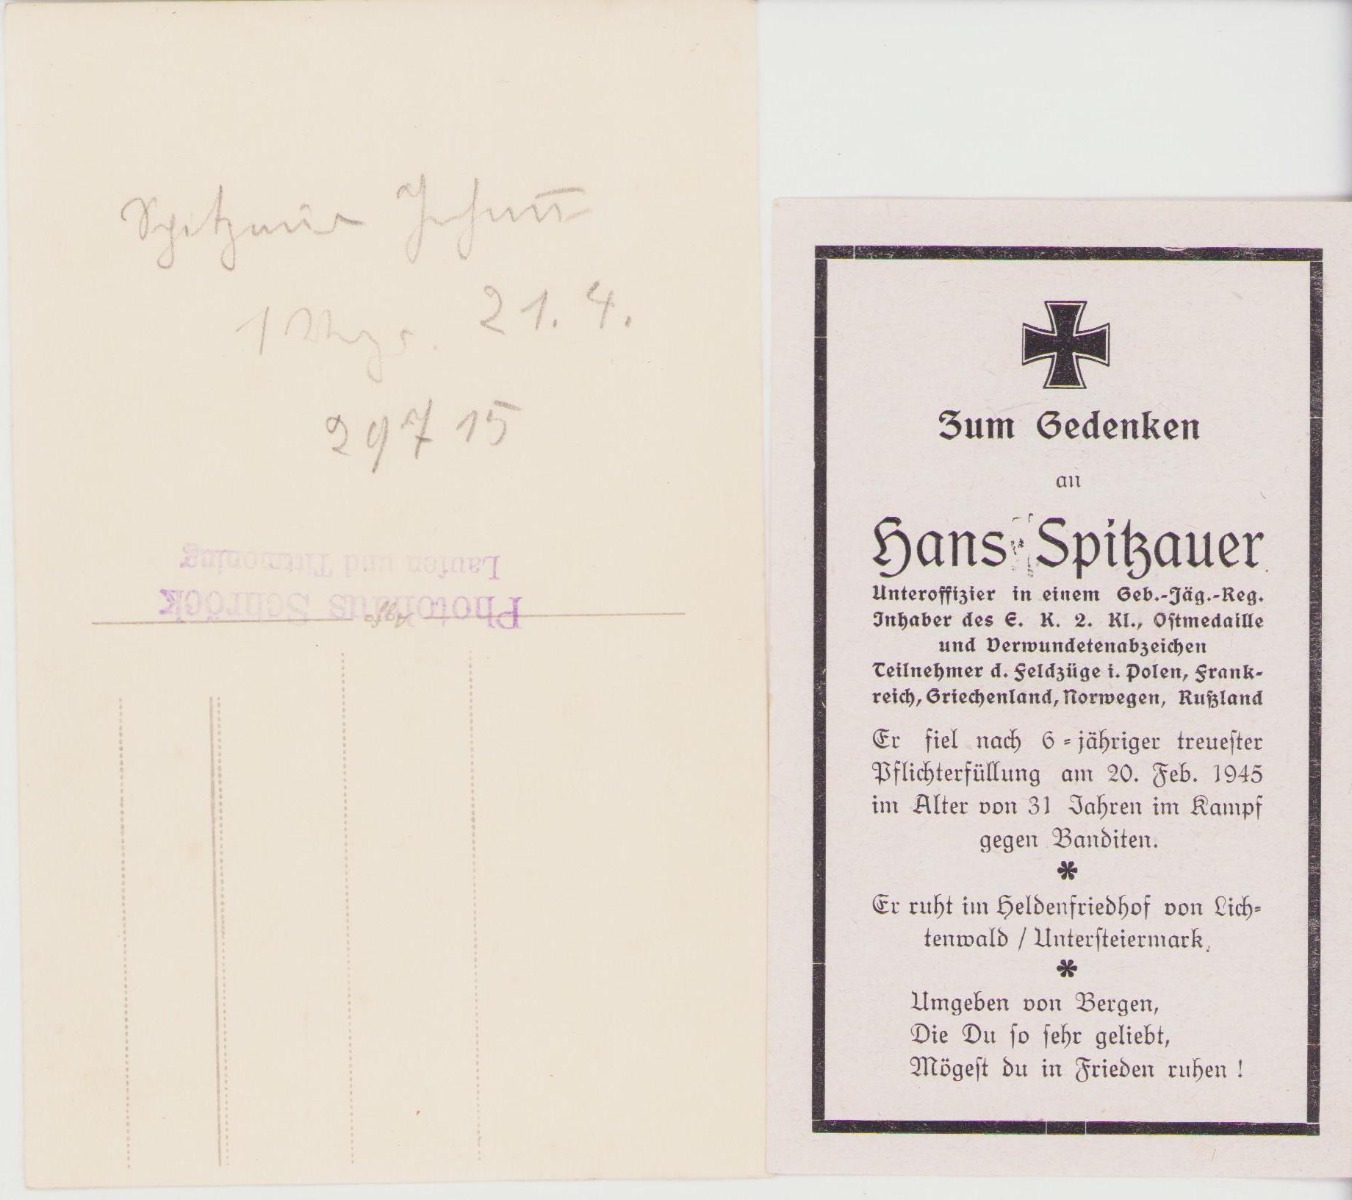 Spitzauer Johann
21. 4.
29715
Photohaus Schröck
Laufen und Tittmoning
Zum Gedenken
an
Hans Spitzauer
Unteroffizier in einem Geb.-Jäg.-Reg.
Inhaber des E. K. 2. Kl., Ostmedaille
und Verwundetenabzeichen
Teilnehmer d. Feldzüge i. Polen, Frank-
reich, Griechenland, Norwegen, Rußland
Er fiel nach 6-jähriger treuester
Pflichterfüllung am 20. Feb. 1945
im Alter von 31 Jahren im Kampf
gegen Banditen.
Er ruht im Heldenfriedhof von Lich-
tenwald / Untersteiermark.
Umgeben von Bergen,
Die Du so sehr geliebt,
Mögest du in Frieden ruhen !